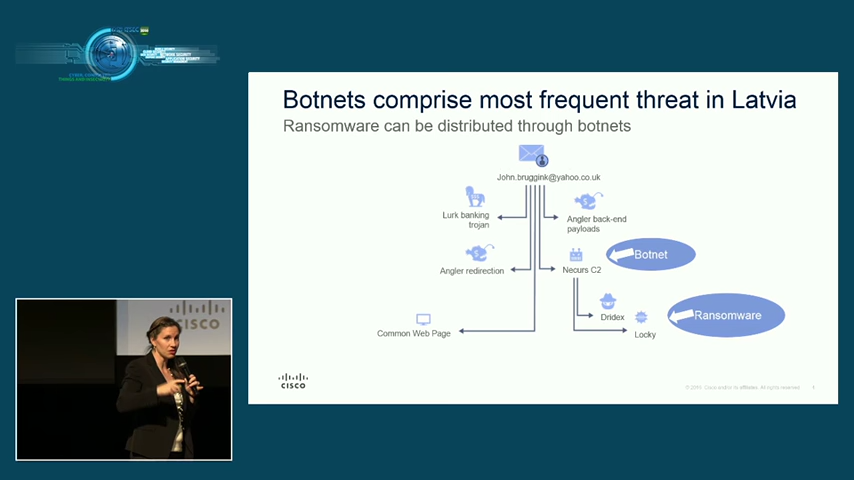 Botnets comprise most frequent threat in Latvia
Ransomware can be distributed through botnets
John.bruggink@yahoo.co.uk
Lurk banking
trojan
Angler back-end
payloads
Angler redirection
Necurs C2
Botnet
Dridex
Ransomware
Common Web Page
Locky
CISCO
CISCO